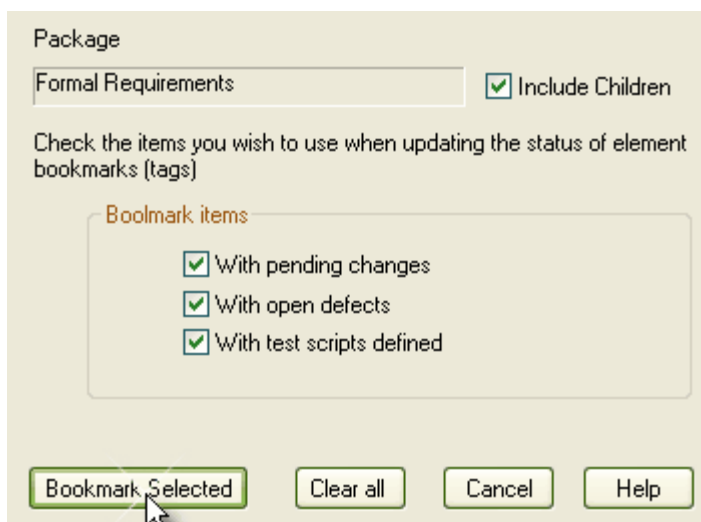 Package
Formal Requirements
Include Children
Check the items you wish to use when updating the status of element
bookmarks (tags)
Boolmark items
With pending changes
With open defects
With test scripts defined
Bookmark Selected Clear all Cancel Help